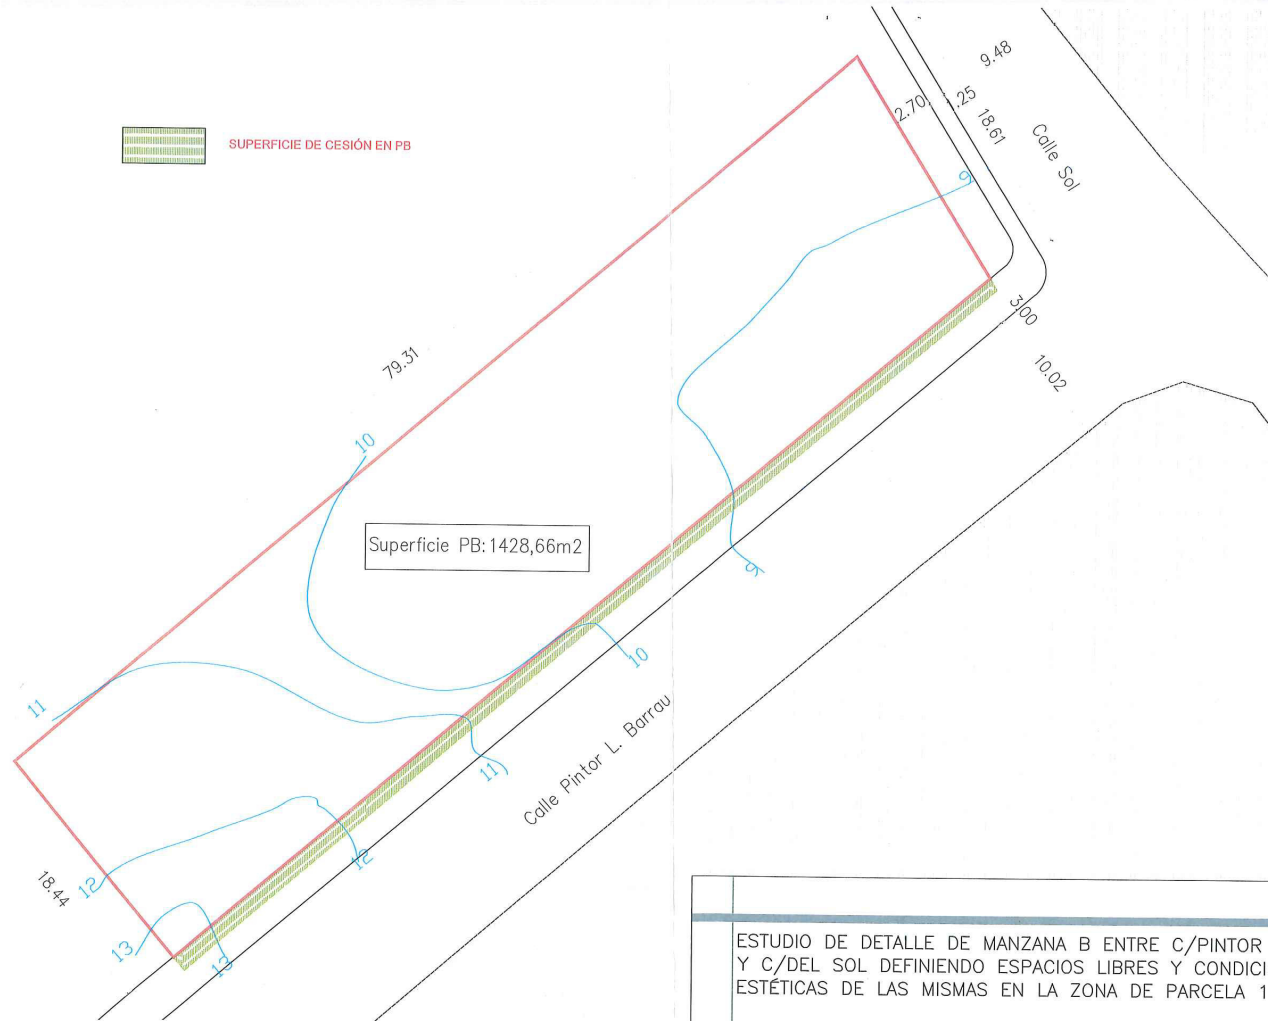 9.48
2.70
.25
18.61
Calle Sol
SUPERFICIE DE CESIÓN EN PB
9
3.00
79.31
10.02
10
Superficie PB:1428,66m2
9
10
11
11
Calle Pintor L. Barrau
12
12
18.44
13
13
ESTUDIO DE DETALLE DE MANZANA B ENTRE C/PINTOR
Y C/DEL SOL DEFINIENDO ESPACIOS LIBRES Y CONDICI
ESTÉTICAS DE LAS MISMAS EN LA ZONA DE PARCELA 1